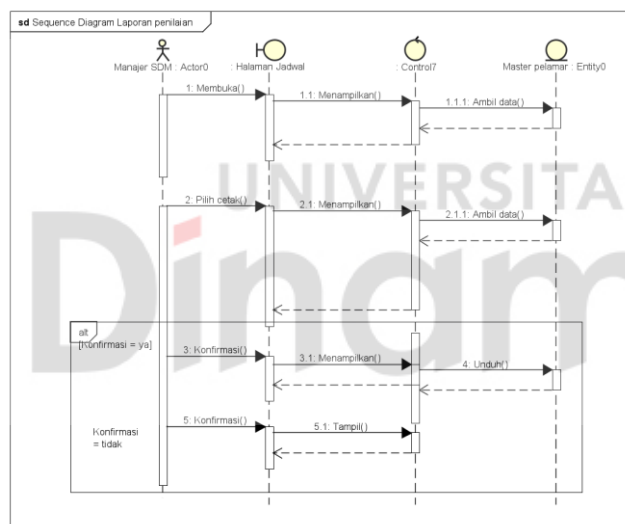 sd Sequence Diagram Laporan penilaian
Manajer SDM : Actor0
: Halaman Jadwal
: Control7
Master pelamar : Entity0
1: Membuka()
1.1: Menampilkan()
1.1.1: Ambil data()
UNIVERSITA
Dinam
2: Pilih cetak()
2.1: Menampilkan()
2.1.1: Ambil data()
alt
[Konfirmasi = ya]
3: Konfirmasi()
3.1: Menampilkan()
4: Unduh()
5: Konfirmasi()
5.1: Tampil()
Konfirmasi
= tidak